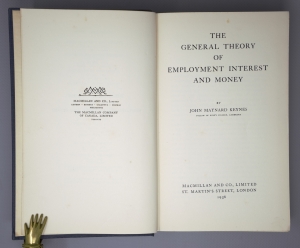 MACMILLAN AND CO., LIMITED
THE MACMILLAN COMPANY
OF CANADA, LIMITED
TORONTO
THE
GENERAL THEORY
OF
EMPLOYMENT INTEREST
AND MONEY
BY
JOHN MAYNARD KEYNES
MACMILLAN AND CO., LIMITED
ST. MARTIN'S STREET, LONDON
1936